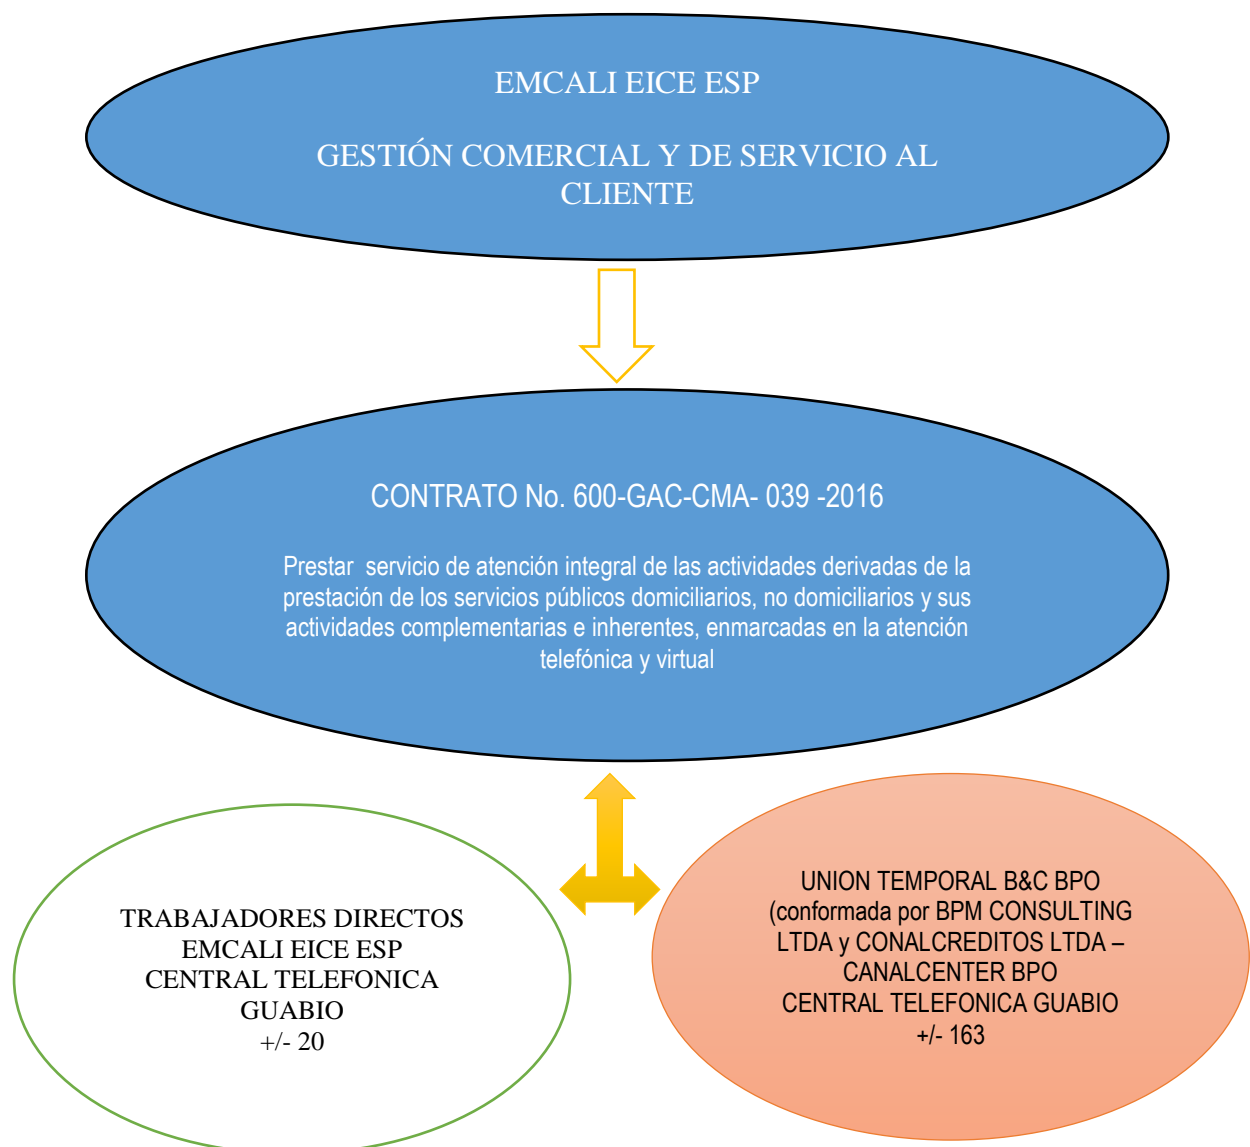 EMCALI EICE ESP
GESTIÓN COMERCIAL Y DE SERVICIO AL
CLIENTE
CONTRATO No. 600-GAC-CMA- 039 -2016
Prestar servicio de atención integral de las actividades derivadas de la
prestación de los servicios públicos domiciliarios, no domiciliarios y sus
actividades complementarias e inherentes, enmarcadas en la atención
telefónica y virtual
TRABAJADORES DIRECTOS
EMCALI EICE ESP
CENTRAL TELEFONICA
GUABIO
+/- 20
UNION TEMPORAL B&C BPO
(conformada por BPM CONSULTING
LTDA y CONALCREDITOS LTDA –
CANALCENTER BPO
CENTRAL TELEFONICA GUABIO
+/- 163